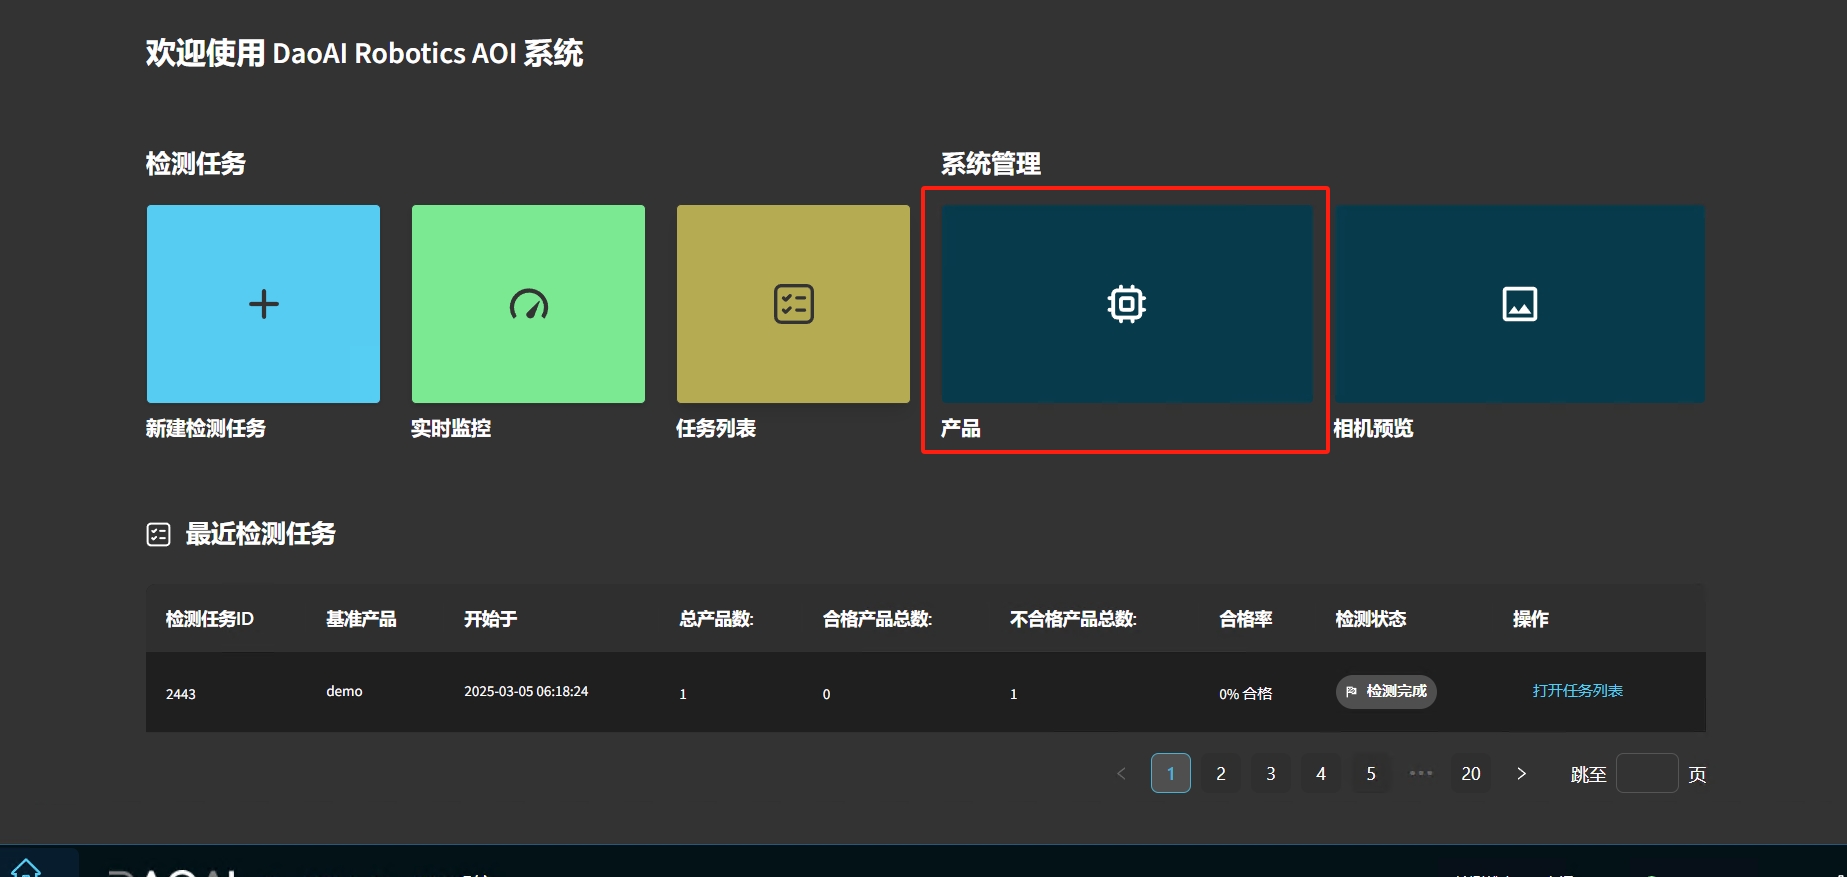 欢迎使用 DaoAI Robotics AOI 系统
检测任务
系统管理
新建检测任务
实时监控
任务列表
产品
相机预览
最近检测任务
检测任务ID 基准产品 开始于 总产品数: 合格产品总数: 不合格产品总数: 合格率 检测状态 操作
2443 demo 2025-03-05 06:18:24 1 0 1 0% 合格 检测完成 打开任务列表
1 2 3 4 5 ••• 20 跳至 页